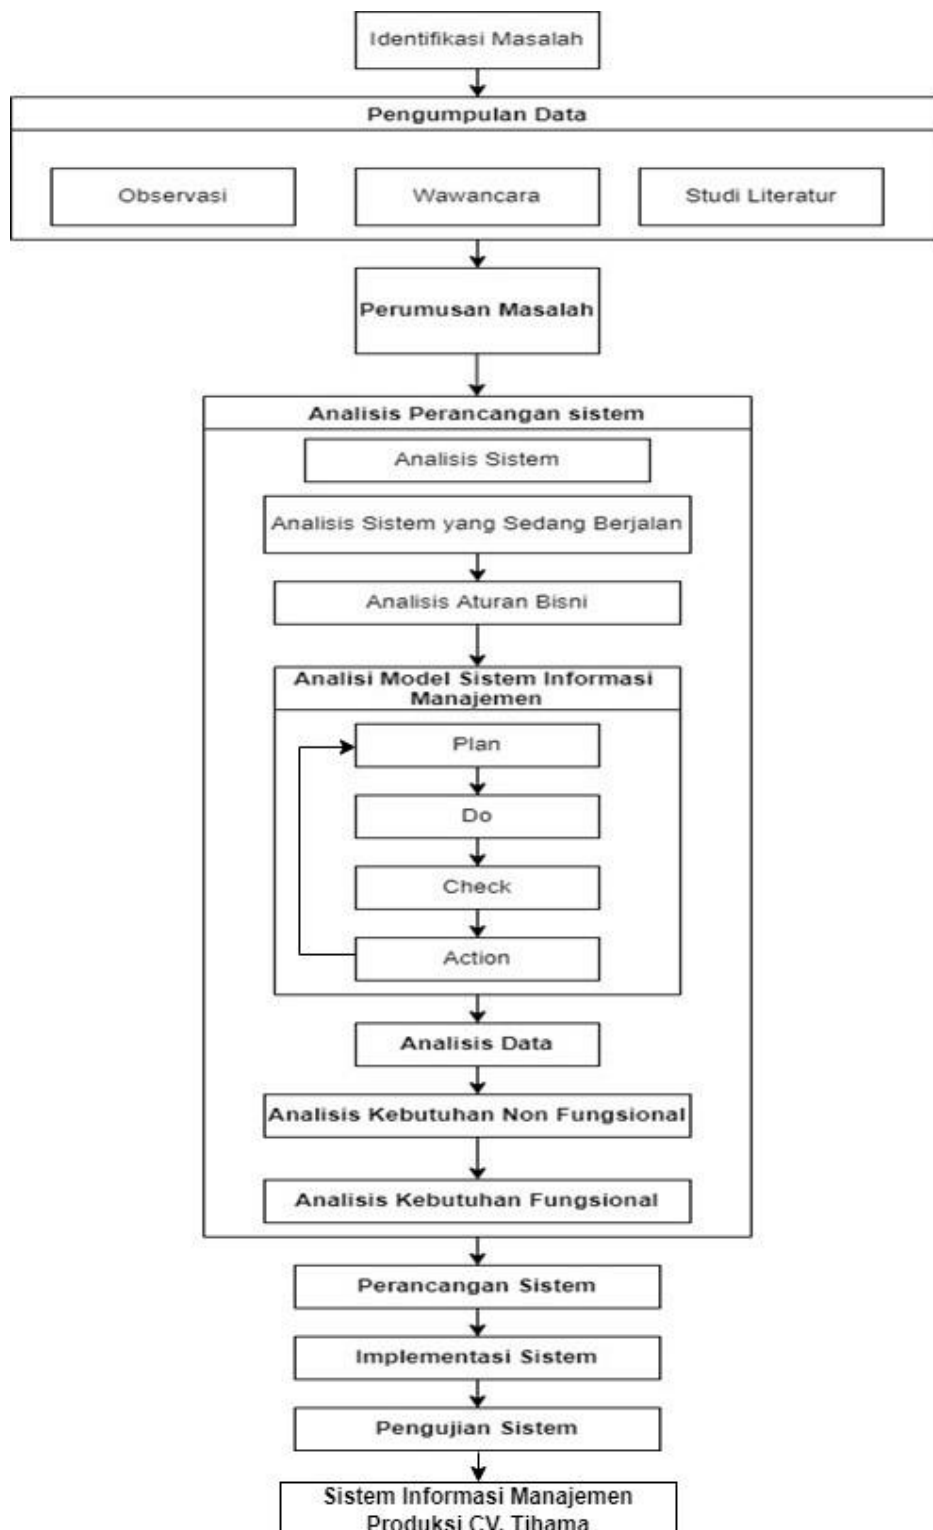 Identifikasi Masalah
Pengumpulan Data
Observasi
Wawancara
Studi Literatur
Perumusan Masalah
Analisis Perancangan sistem
Analisis Sistem
Analisis Sistem yang Sedang Berjalan
Analisis Aturan Bisni
Analisi Model Sistem Informasi
Manajemen
Plan
Do
Check
Action
Analisis Data
Analisis Kebutuhan Non Fungsional
Analisis Kebutuhan Fungsional
Perancangan Sistem
Implementasi Sistem
Pengujian Sistem
Sistem Informasi Manajemen
Produksi CV. Tihama